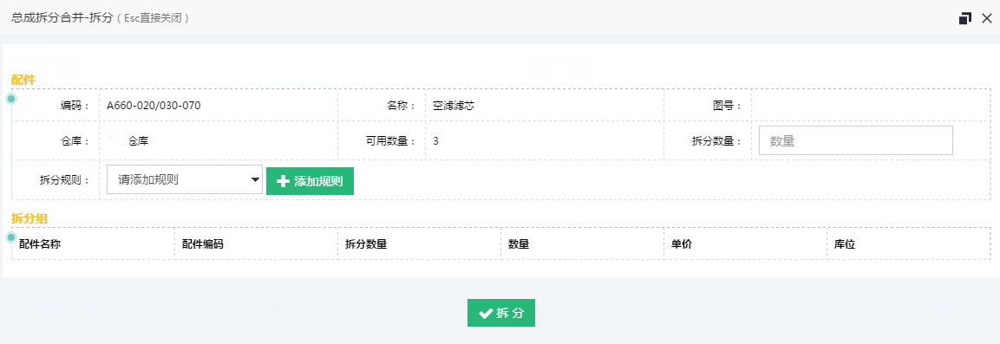 总成拆分合并-拆分（Esc直接关闭）
配件
编码： A660-020/030-070 名称： 空滤滤芯 图号：
仓库： 仓库 可用数量： 3 拆分数量： 数量
拆分规则： 请添加规则 添加规则
拆分组
配件名称 配件编码 拆分数量 数量 单价 库位
拆 分